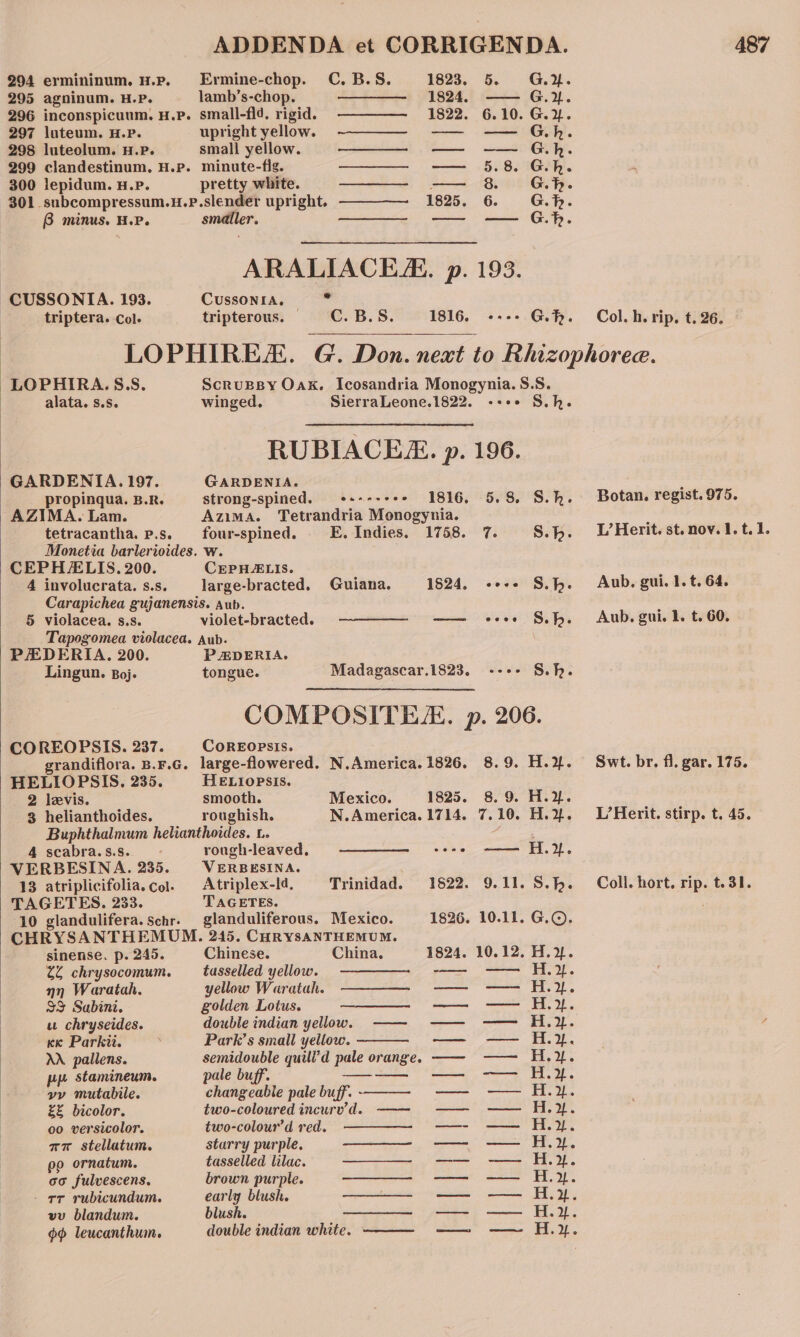 ADDENDA et CORRIGENDA. 487
294 ermininum. H.P. Ermine-chop. C.B.S. 1823. 5. G.♃.
295 agninum. H.P. lamb's-chop. ——— 1824. —— G.♃.
296 inconspicuum. H.P. small-fld. rigid. ——— 1822. 6.10. G.♃.
297 luteum. H.P. upright yellow. ——— —— —— G.♄.
298 luteolum. H.P. small yellow. ——— —— —— G.♄.
299 clandestinum. H.P. minute-flg. ——— —— 5.8. G.♄.
300 lepidum. H.P. pretty white. ——— —— 8. G.♄.
301 subcompressum.H.P.slender upright. ——— 1825. 6. G.♄.
β minus. H.P. smaller. ——— —— —— G.♄.
ARALIACEÆ. p. 193.
CUSSONIA. 193. CUSSONIA. *
triptera. Col. tripterous. C.B.S. 1816. ---- G.♄. Col. h. rip. t. 26.
LOPHIREÆ. G. Don. next to Rhizophoreæ.
LOPHIRA. S.S. SCRUBBY OAK. Icosandria Monogynia. S.S.
alata. S.S. winged. SierraLeone.1822. ---- S.♄.
RUBIACEÆ. p. 196.
GARDENIA. 197. GARDENIA.
propinqua. B.R. strong-spined. -------- 1816. 5.8. S.♄. Botan. regist. 975.
AZIMA. Lam. AZIMA. Tetrandria Monogynia.
tetracantha. P.S. four-spined. E. Indies. 1758. 7. S.♄. L'Herit. st. nov. 1. t. 1.
Monetia barlerioides. W.
CEPHÆLIS. 200. CEPHÆLIS.
4 involucrata. S.S. large-bracted. Guiana. 1824. ---- S.♄. Aub. gui. 1. t. 64.
Carapichea gujanensis. Aub.
5 violacea. S.S. violet-bracted. ——— —— ---- S.♄. Aub. gui. 1. t. 60.
Tapogomea violacea. Aub.
PÆDERIA. 200. PÆDERIA.
Lingun. Boj. tongue. Madagascar.1823. ---- S.♄.
COMPOSITEÆ. p. 206.
COREOPSIS. 237. COREOPSIS.
grandiflora. B.F.G. large-flowered. N.America. 1826. 8.9. H.♃. Swt. br. fl. gar. 175.
HELIOPSIS. 235. HELIOPSIS.
2 lævis. smooth. Mexico. 1825. 8.9. H.♃.
3 helianthoides. roughish. N.America. 1714. 7.10. H.♃. L'Herit. stirp. t. 45.
Buphthalmum helianthoides. L.
4 scabra. S.S. rough-leaved. ——— ---- —— H.♃.
VERBESINA. 235. VERBESINA.
13 atriplicifolia. Col. Atriplex-ld. Trinidad. 1822. 9.11. S.♄. Coll. hort. rip. t. 31.
TAGETES. 233. TAGETES.
10 glandulifera. Schr. glanduliferous. Mexico. 1826. 10.11. G.☉.
CHRYSANTHEMUM. 245. CHRYSANTHEMUM.
sinense. p. 245. Chinese. China. 1824. 10.12. H.♃.
ζζ chrysocomum. tasselled yellow. ——— —— —— H.♃.
ηη Waratah. yellow Waratah. ——— —— —— H.♃.
θθ Sabini. golden Lotus. ——— —— —— H.♃.
ιι chryseides. double indian yellow. —— —— —— H.♃.
κκ Parkii. Park's small yellow. ——— —— —— H.♃.
λλ pallens. semidouble quill'd pale orange. —— —— H.♃.
μμ stamineum. pale buff. —— —— —— —— H.♃.
νν mutabile. changeable pale buff. ——— —— —— H.♃.
ξξ bicolor. two-coloured incurv'd. —— —— —— H.♃.
οο versicolor. two-colour'd red. ——— —— —— H.♃.
ππ stellatum. starry purple. ——— —— —— H.♃.
ρρ ornatum. tasselled lilac. ——— —— —— H.♃.
σσ fulvescens. brown purple. ——— —— —— H.♃.
ττ rubicundum. early blush. ——— —— —— H.♃.
υυ blandum. blush. ——— —— —— H.♃.
φφ leucanthum. double indian white. ——— —— —— H.♃.